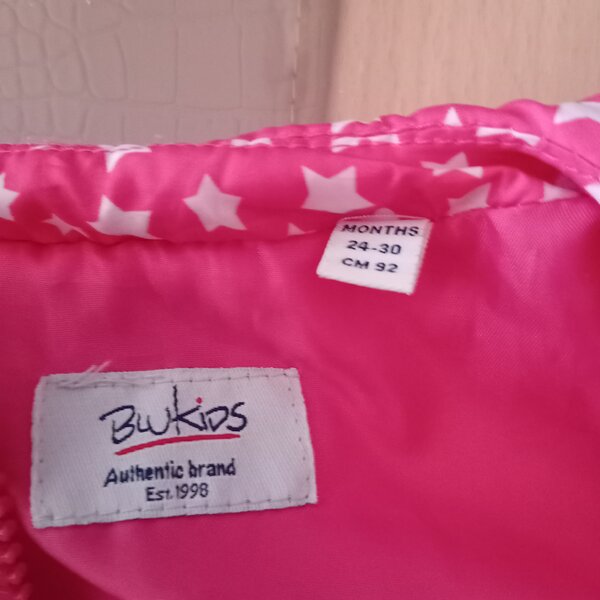 MONTHS
24-30
CM 92
BluKids
Authentic brand
Est.1998